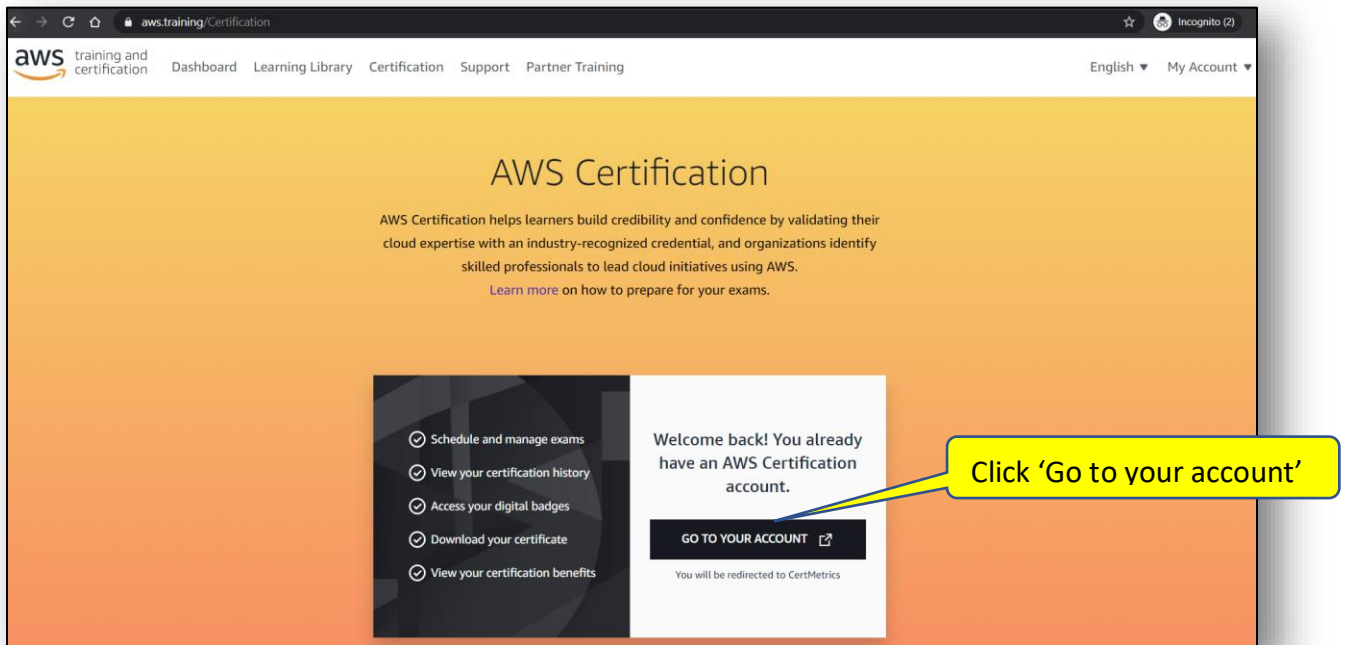 aws.training/Certification
Incognito (2)
aws training and certification
Dashboard Learning Library Certification Support Partner Training
English My Account
AWS Certification
AWS Certification helps learners build credibility and confidence by validating their
cloud expertise with an industry-recognized credential, and organizations identify
skilled professionals to lead cloud initiatives using AWS.
Learn more on how to prepare for your exams.
Schedule and manage exams
View your certification history
Access your digital badges
Download your certificate
View your certification benefits
Welcome back! You already
have an AWS Certification
account.
GO TO YOUR ACCOUNT
You will be redirected to CertMetrics
Click ‘Go to your account’